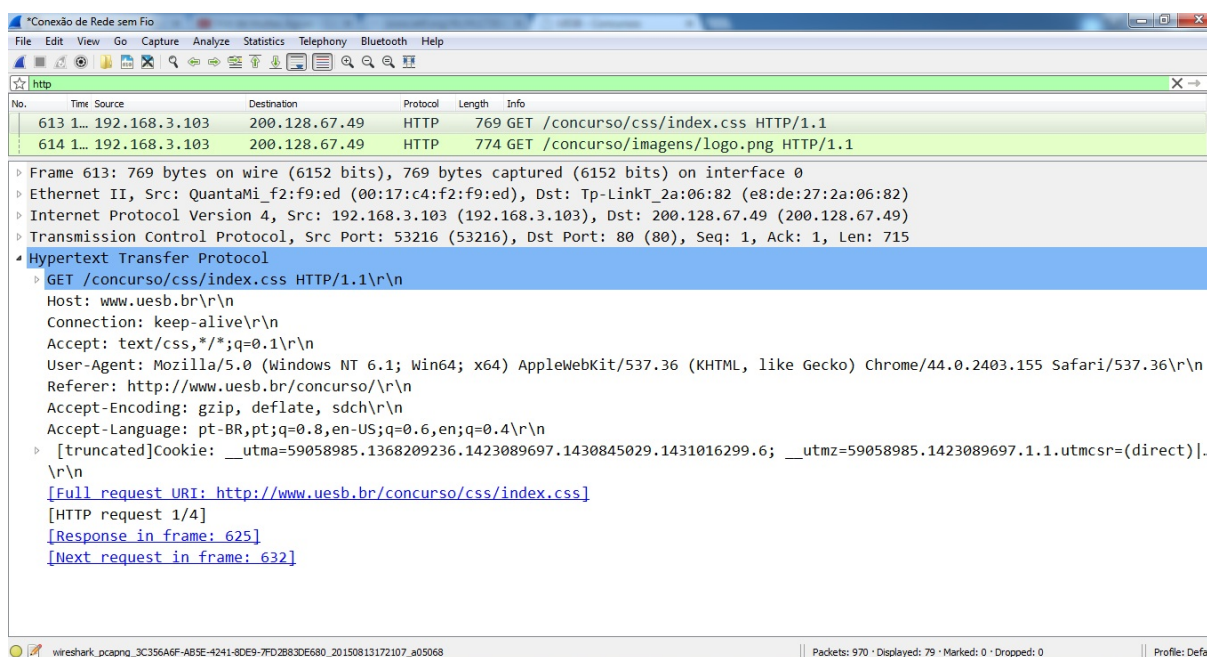 *Conexão de Rede sem Fio
File Edit View Go Capture Analyze Statistics Telephony Bluetooth Help
http
No. Time Source Destination Protocol Length Info
613 1… 192.168.3.103 200.128.67.49 HTTP 769 GET /concurso/css/index.css HTTP/1.1
614 1… 192.168.3.103 200.128.67.49 HTTP 774 GET /concurso/imagens/logo.png HTTP/1.1
Frame 613: 769 bytes on wire (6152 bits), 769 bytes captured (6152 bits) on interface 0
Ethernet II, Src: QuantaMi_f2:f9:ed (00:17:c4:f2:f9:ed), Dst: Tp-LinkT_2a:06:82 (e8:de:27:2a:06:82)
Internet Protocol Version 4, Src: 192.168.3.103 (192.168.3.103), Dst: 200.128.67.49 (200.128.67.49)
Transmission Control Protocol, Src Port: 53216 (53216), Dst Port: 80 (80), Seq: 1, Ack: 1, Len: 715
Hypertext Transfer Protocol
GET /concurso/css/index.css HTTP/1.1\r\n
Host: www.uesb.br\r\n
Connection: keep-alive\r\n
Accept: text/css,*/*;q=0.1\r\n
User-Agent: Mozilla/5.0 (Windows NT 6.1; Win64; x64) AppleWebKit/537.36 (KHTML, like Gecko) Chrome/44.0.2403.155 Safari/537.36\r\n
Referer: http://www.uesb.br/concurso/\r\n
Accept-Encoding: gzip, deflate, sdch\r\n
Accept-Language: pt-BR,pt;q=0.8,en-US;q=0.6,en;q=0.4\r\n
[truncated]Cookie: __utma=59058985.1368209236.1423089697.1430845029.1431016299.6; __utmz=59058985.1423089697.1.1.utmcsr=(direct)|…
\r\n
[Full request URI: http://www.uesb.br/concurso/css/index.css]
[HTTP request 1/4]
[Response in frame: 625]
[Next request in frame: 632]
wireshark_pcapng_3C356A6F-AB5E-4241-8DE9-7FD2B83DE680_20150813172107_a05068 Packets: 970 · Displayed: 79 · Marked: 0 · Dropped: 0 Profile: Defa